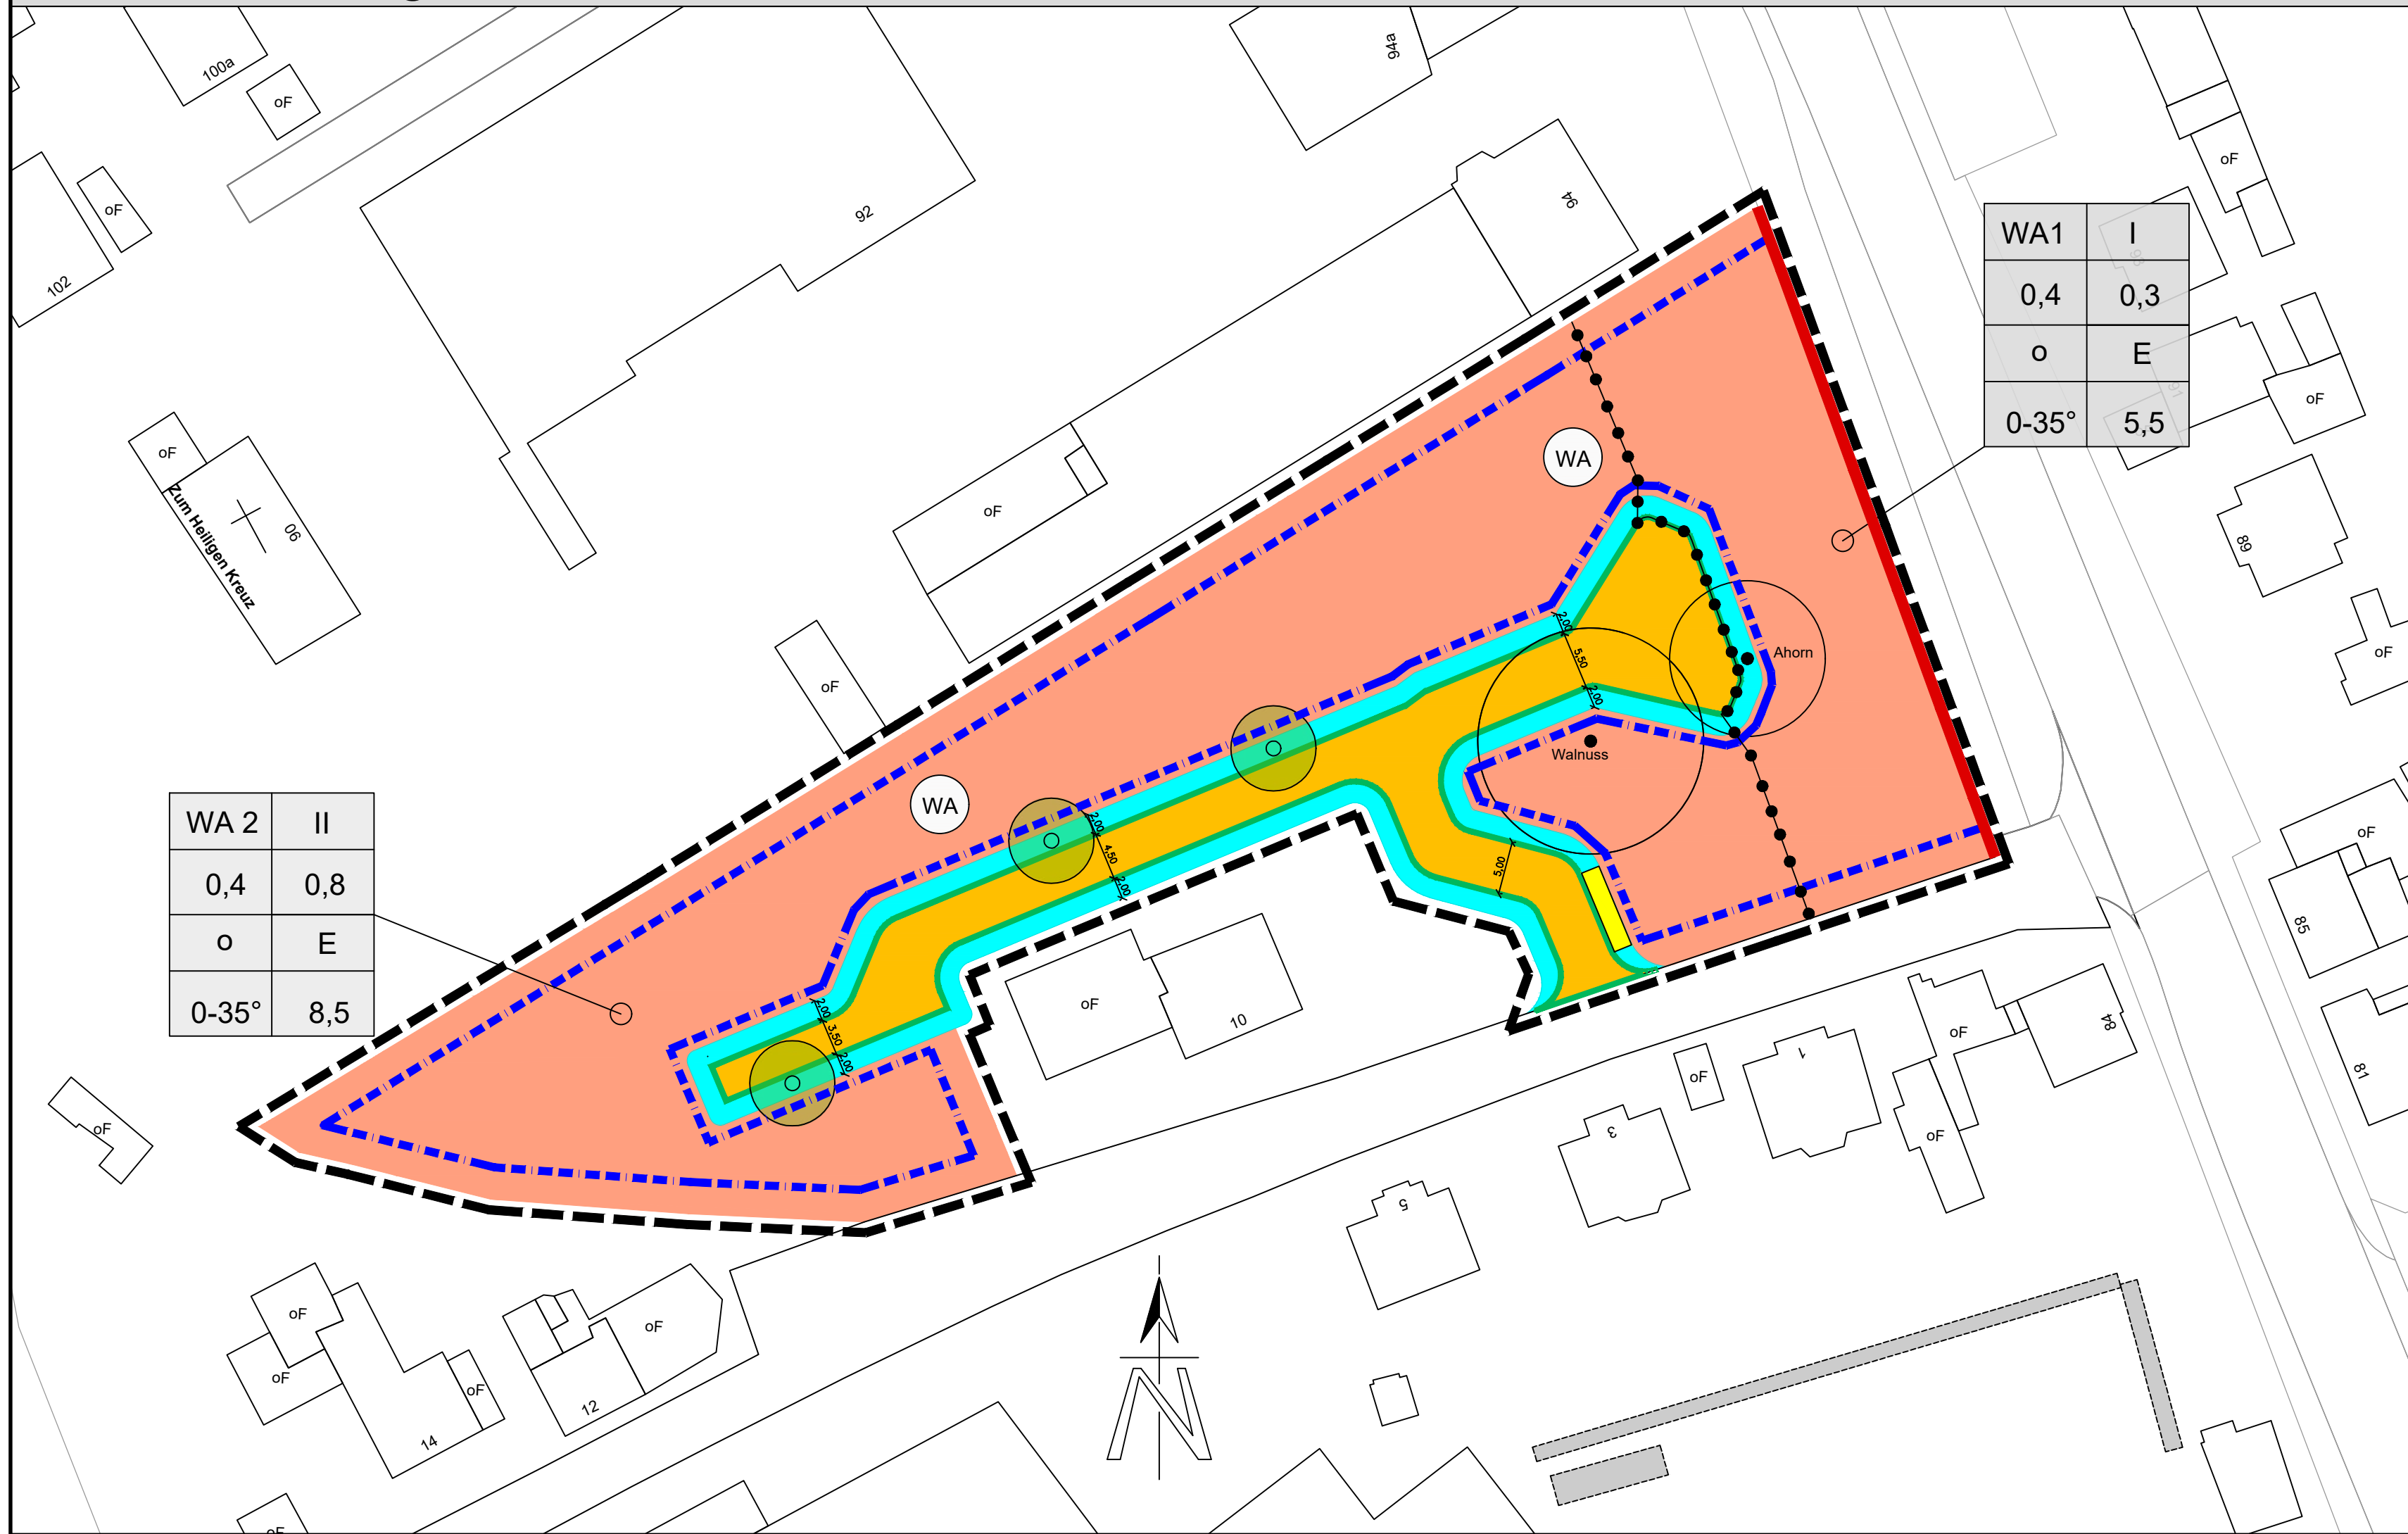 100a
oF
94a
oF
oF
102
92
94
WA1 I
0,4 0,3
o E
0-35° 5,5
oF
oF
06
Zum Heiligen Kreuz
WA
oF
89
oF
oF
2,00
5,50
2,00
Ahorn
Walnuss
WA
2,00
4,50
2,00
5,00
WA 2 II
0,4 0,8
o E
0-35° 8,5
oF
85
2,00
3,50
2,00
oF
10
oF
84
1
oF
81
oF
3
oF
5
oF
oF
oF
oF
12
14
N
oF